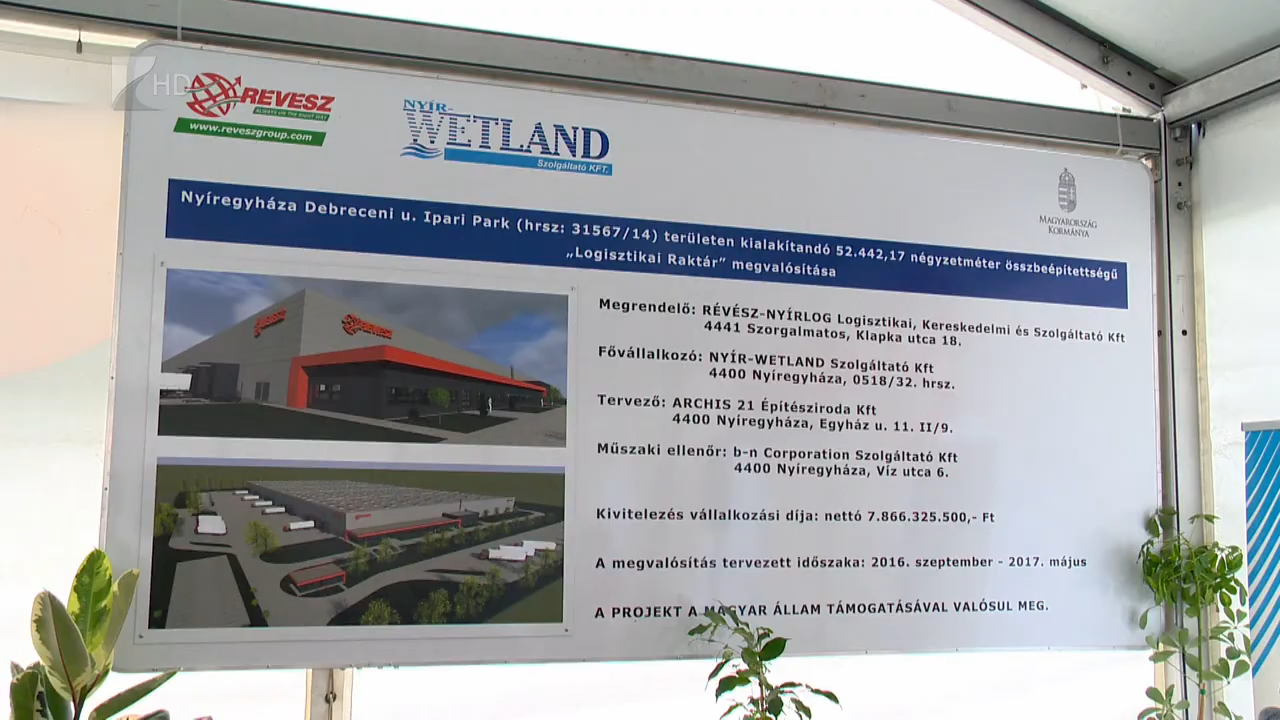 7 HD
REVESZ
ALWAYS ON THE RIGHT WAY
www.reveszgroup.com
NYÍR-
WETLAND
Szolgáltató KFT.
MAGYARORSZÁG
KORMÁNYA
Nyíregyháza Debreceni u. Ipari Park (hrsz: 31567/14) területen kialakítandó 52.442,17 négyzetméter összbeépítettségű
„Logisztikai Raktár” megvalósítása
REVESZ
REVESZ
Megrendelő: RÉVÉSZ-NYÍRLOG Logisztikai, Kereskedelmi és Szolgáltató Kft
4441 Szorgalmatos, Klapka utca 18.
Fővállalkozó: NYÍR-WETLAND Szolgáltató Kft
4400 Nyíregyháza, 0518/32. hrsz.
Tervező: ARCHIS 21 Építésziroda Kft
4400 Nyíregyháza, Egyház u. 11. II/9.
Műszaki ellenőr: b-n Corporation Szolgáltató Kft
4400 Nyíregyháza, Víz utca 6.
Kivitelezés vállalkozási díja: nettó 7.866.325.500,- Ft
A megvalósítás tervezett időszaka: 2016. szeptember - 2017. május
A PROJEKT A MAGYAR ÁLLAM TÁMOGATÁSÁVAL VALÓSUL MEG.